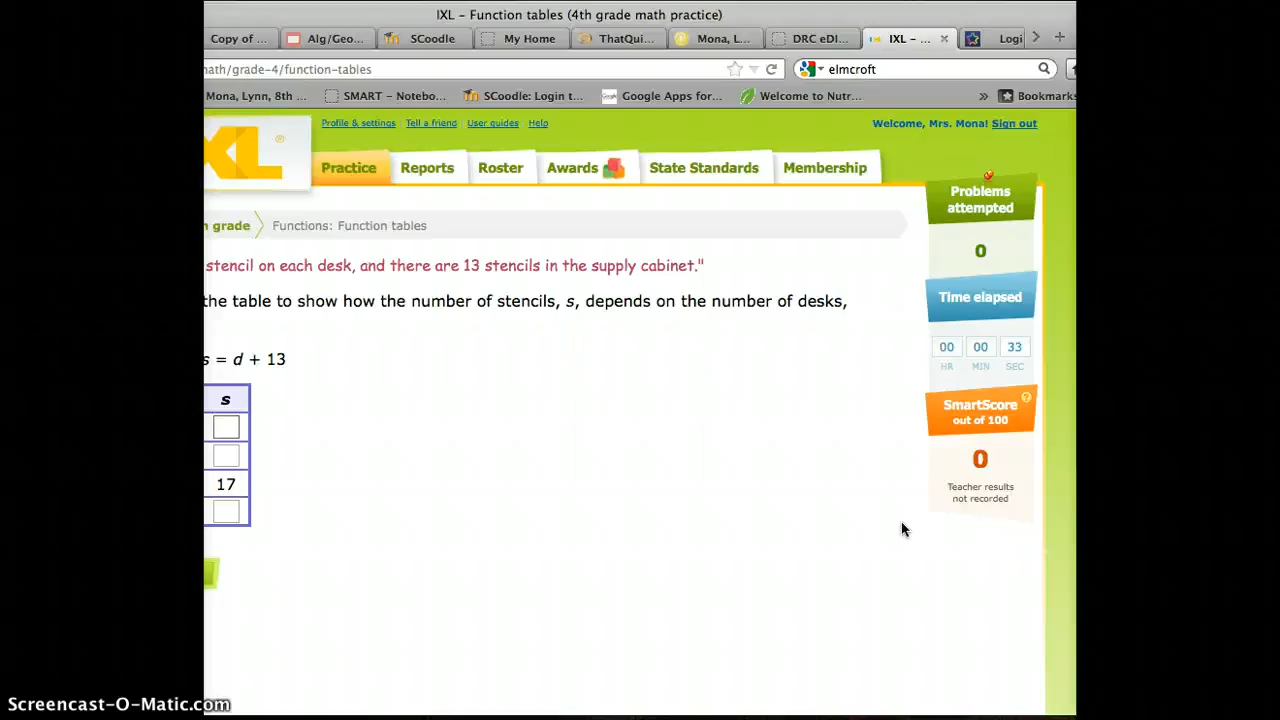 IXL - Function tables (4th grade math practice)
Copy of ... Alg/Geo... SCoodle My Home ThatQui... Mona, L... DRC eDI... IXL - ... Logi
ath/grade-4/function-tables elmcroft
Mona, Lynn, 8th ... SMART - Notebo... SCoodle: Login t... Google Apps for... Welcome to Nutr... » Bookmarks
Profile & settings Tell a friend User guides Help Welcome, Mrs. Mona! Sign out
IXL ®
Practice Reports Roster Awards State Standards Membership
Problems
attempted
0
h grade Functions: Function tables
stencil on each desk, and there are 13 stencils in the supply cabinet."
the table to show how the number of stencils, s, depends on the number of desks,
s = d + 13
s
17
Time elapsed
00 00 33
HR MIN SEC
SmartScore ?
out of 100
0
Teacher results
not recorded
Screencast-O-Matic.com